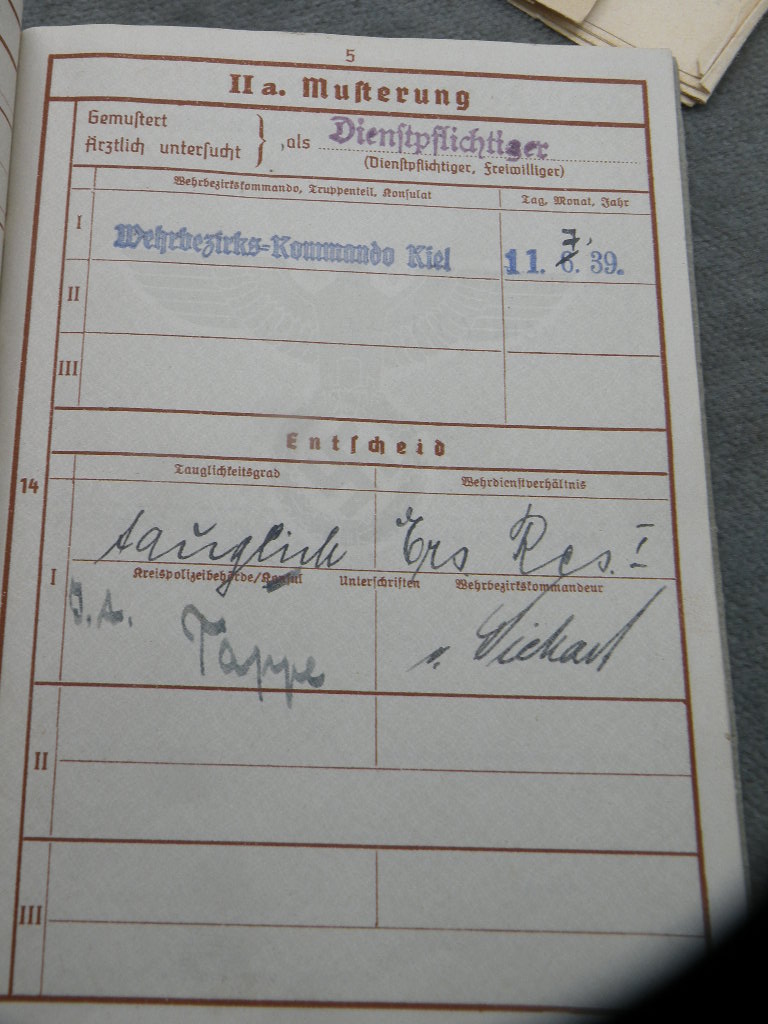 5
II a. Muſterung
Gemuſtert
Ärztlich unterſucht } , als Dienſtpflichtiger
(Dienſtpflichtiger, Freiwilliger)
Wehrbezirkskommando, Truppenteil, Konſulat
Tag, Monat, Jahr
I Wehrbezirks-Kommando Kiel 11. 6. 39.
7.
II
III
Entſcheid
14
Tauglichkeitsgrad
Wehrdienſtverhältnis
I
tauglich
Ers Res. I
Kreispolizeibehörde/Konſul Unterſchriften Wehrbezirkskommandeur
Tappe
v.
II
III